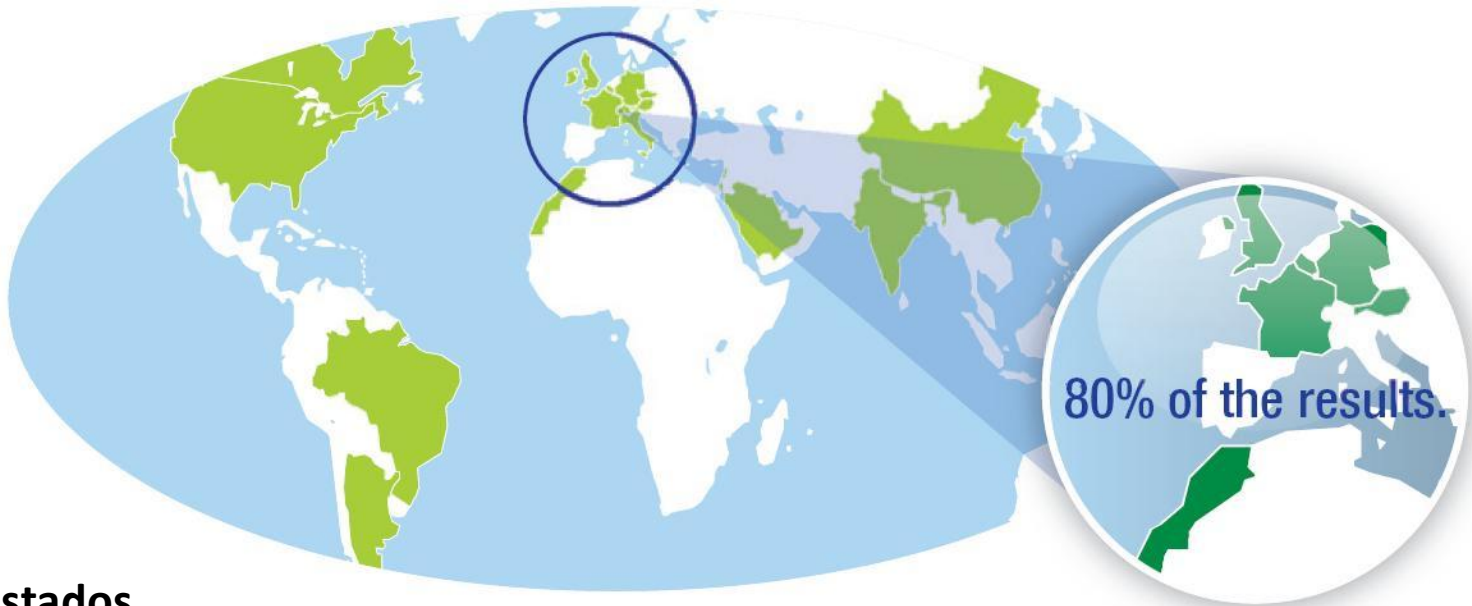 80% of the results.
stados